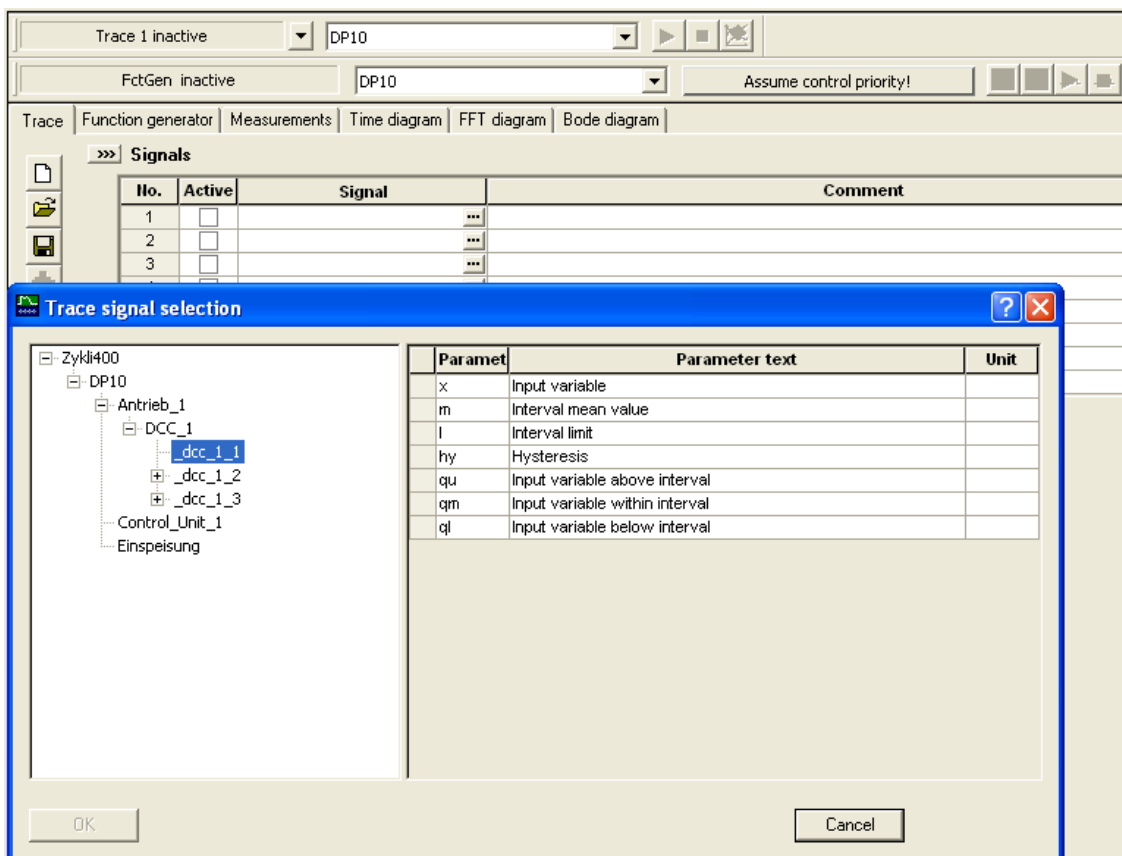 Trace 1 inactive DP10
FctGen inactive DP10 Assume control priority!
Trace Function generator Measurements Time diagram FFT diagram Bode diagram
>>> Signals
No. Active Signal Comment
1 ...
2 ...
3 ...
Trace signal selection
Zykli400
DP10
Antrieb_1
DCC_1
_dcc_1_1
_dcc_1_2
_dcc_1_3
Control_Unit_1
Einspeisung
Paramet Parameter text Unit
x Input variable
m Interval mean value
l Interval limit
hy Hysteresis
qu Input variable above interval
qm Input variable within interval
ql Input variable below interval
OK Cancel